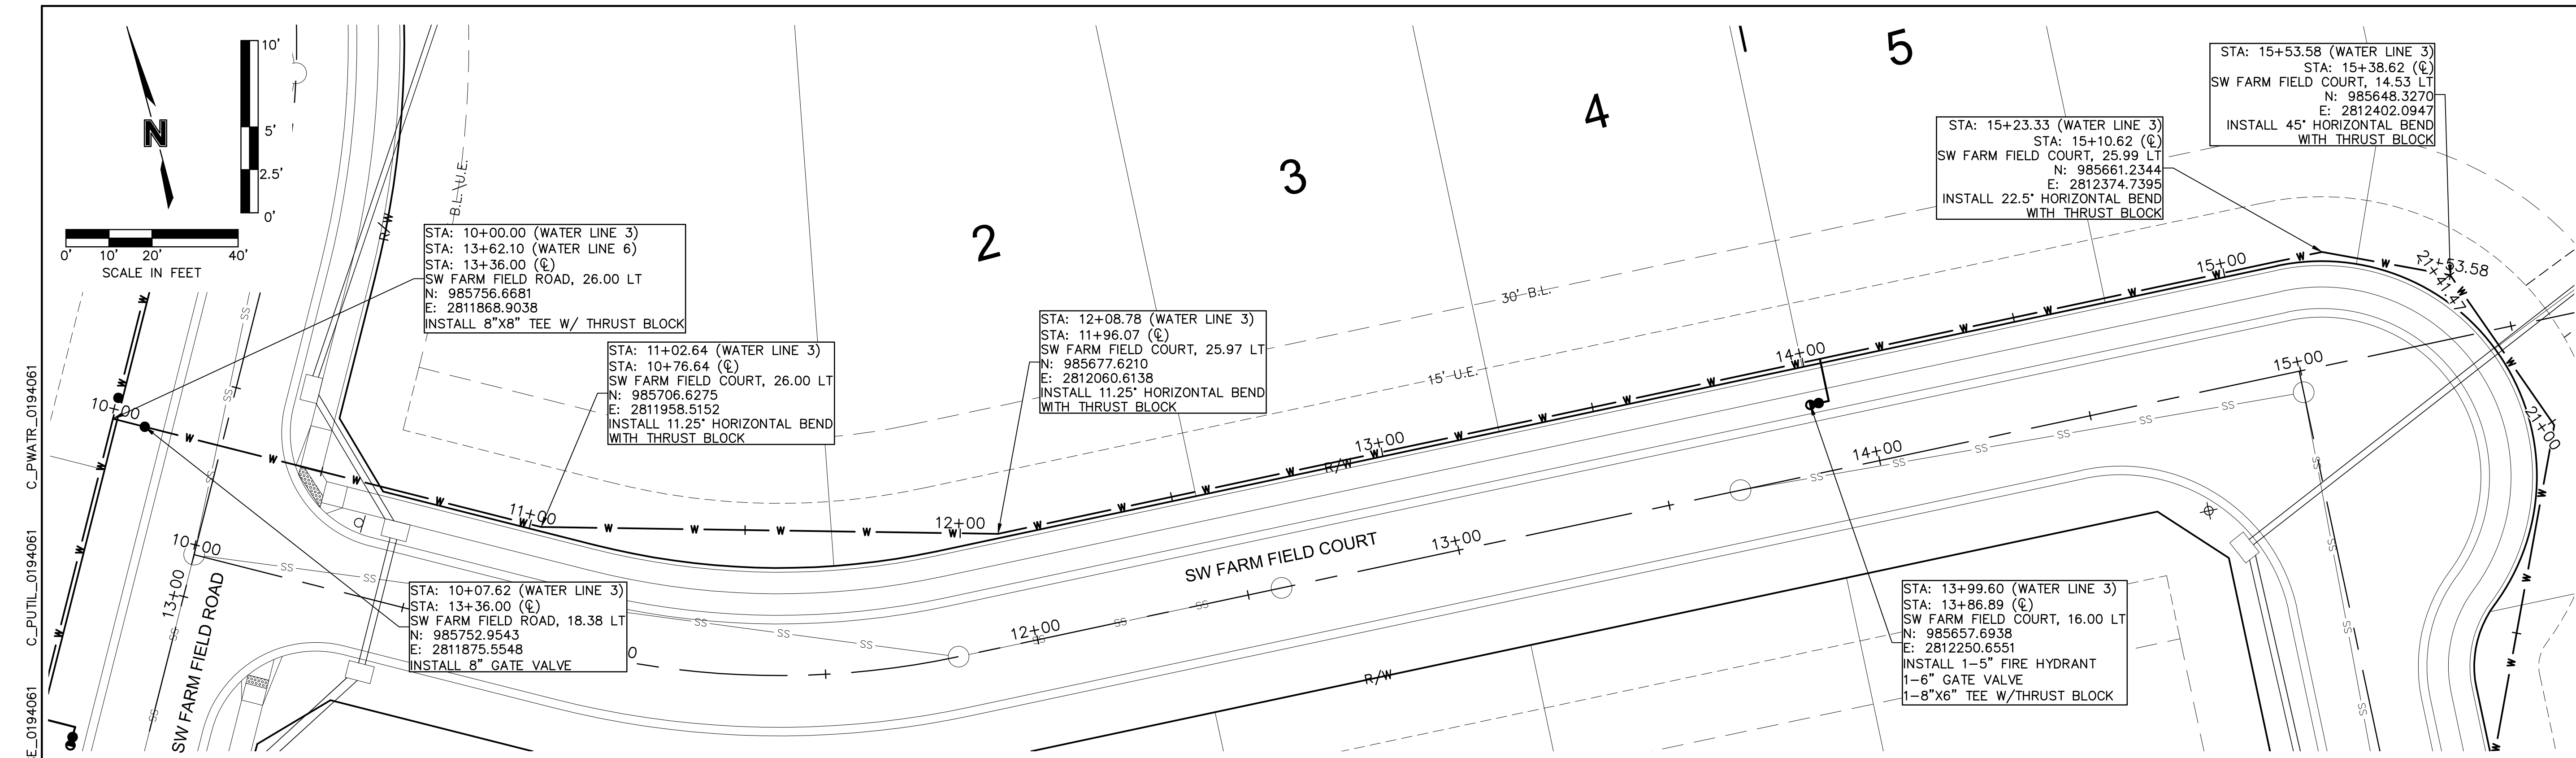 10'
5'
2.5'
0'
N
0' 10' 20' 40'
SCALE IN FEET
C_PWATR_0194061
C_PUTIL_0194061
E_0194061
R/W
B.L.\U.E.
STA: 10+00.00 (WATER LINE 3)
STA: 13+62.10 (WATER LINE 6)
STA: 13+36.00 (℄)
SW FARM FIELD ROAD, 26.00 LT
N: 985756.6681
E: 2811868.9038
INSTALL 8"X8" TEE W/ THRUST BLOCK
STA: 11+02.64 (WATER LINE 3)
STA: 10+76.64 (℄)
SW FARM FIELD COURT, 26.00 LT
N: 985706.6275
E: 2811958.5152
INSTALL 11.25° HORIZONTAL BEND
WITH THRUST BLOCK
STA: 12+08.78 (WATER LINE 3)
STA: 11+96.07 (℄)
SW FARM FIELD COURT, 25.97 LT
N: 985677.6210
E: 2812060.6138
INSTALL 11.25° HORIZONTAL BEND
WITH THRUST BLOCK
STA: 15+23.33 (WATER LINE 3)
STA: 15+10.62 (℄)
SW FARM FIELD COURT, 25.99 LT
N: 985661.2344
E: 2812374.7395
INSTALL 22.5° HORIZONTAL BEND
WITH THRUST BLOCK
STA: 15+53.58 (WATER LINE 3)
STA: 15+38.62 (℄)
SW FARM FIELD COURT, 14.53 LT
N: 985648.3270
E: 2812402.0947
INSTALL 45° HORIZONTAL BEND
WITH THRUST BLOCK
STA: 10+07.62 (WATER LINE 3)
STA: 13+36.00 (℄)
SW FARM FIELD ROAD, 18.38 LT
N: 985752.9543
E: 2811875.5548
INSTALL 8" GATE VALVE
STA: 13+99.60 (WATER LINE 3)
STA: 13+86.89 (℄)
SW FARM FIELD COURT, 16.00 LT
N: 985657.6938
E: 2812250.6551
INSTALL 1-5" FIRE HYDRANT
1-6" GATE VALVE
1-8"X6" TEE W/THRUST BLOCK
2
3
4
5
30' B.L.
15' U.E.
10+00
11+00
12+00
13+00
14+00
15+00
21+53.58
21+41.47
21+00
R/W
10+00
13+00
SW FARM FIELD ROAD
0
12+00
SW FARM FIELD COURT
13+00
14+00
15+00
R/W
W W W W W W W W W W W W
SS SS SS SS SS SS SS SS SS